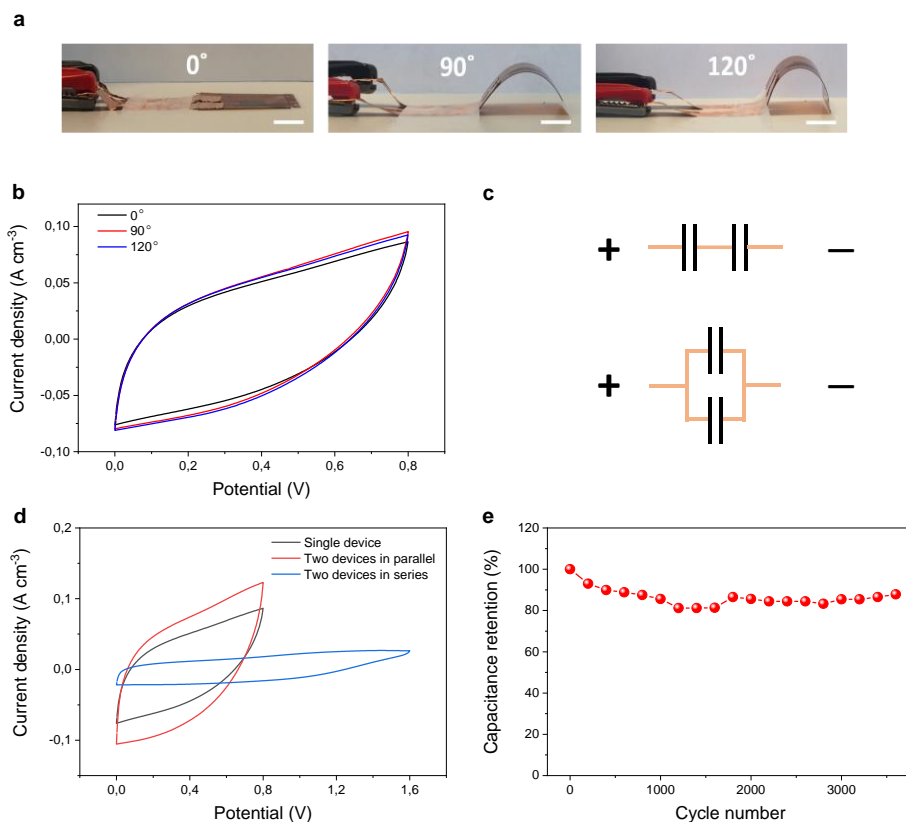 a
0°
90°
120°
b
0°
90°
120°
0,10
0,05
0,00
-0,05
-0,10
Current density (A cm-3)
0,0
0,2
0,4
0,6
0,8
Potential (V)
c
+
−
+
−
d
Single device
Two devices in parallel
Two devices in series
0,2
0,1
0,0
-0,1
Current density (A cm-3)
0,0
0,4
0,8
1,2
1,6
Potential (V)
e
120
100
80
60
40
20
0
Capacitance retention (%)
0
1000
2000
3000
Cycle number